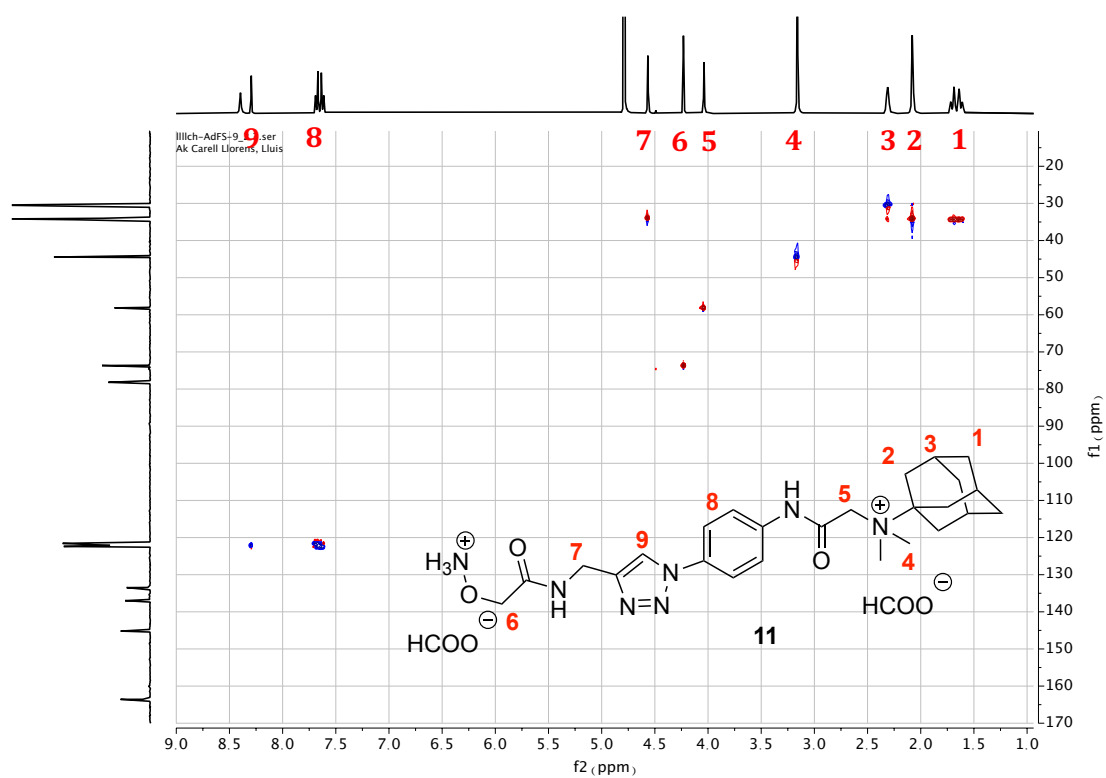 llllch-AdFS-9_
.ser
Ak Carell Llorens, Lluis
9 8 7 6 5 4 3 2 1
20
30
40
50
60
70
80
90
100
110
120
130
140
150
160
170
f1 (ppm)
9.0 8.5 8.0 7.5 7.0 6.5 6.0 5.5 5.0 4.5 4.0 3.5 3.0 2.5 2.0 1.5 1.0
f2 (ppm)
3 1
2
8 H 5
N ⊕
N
O 4
⊕ O 7 9
H3N N
O N N=N
H
⊖ 6
HCOO
11
⊖
HCOO